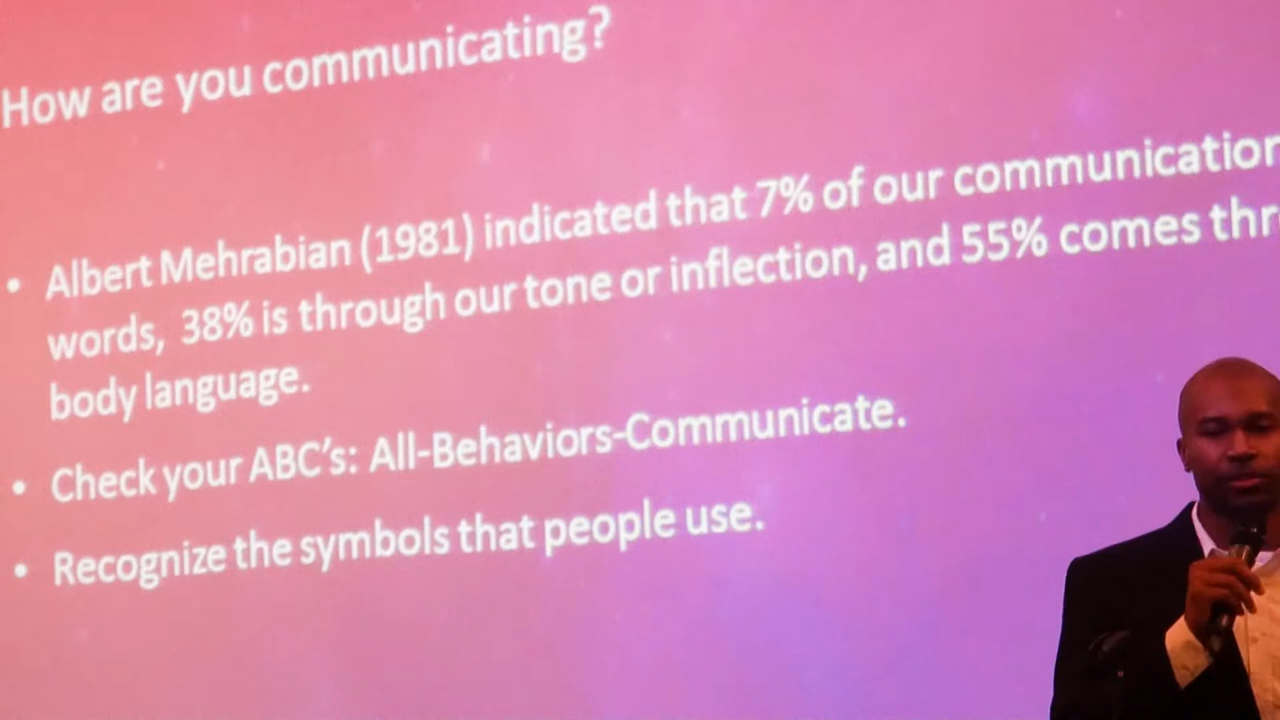 How are you communicating?
• Albert Mehrabian (1981) indicated that 7% of our communication
words, 38% is through our tone or inflection, and 55% comes thr
body language.
• Check your ABC's: All-Behaviors-Communicate.
• Recognize the symbols that people use.